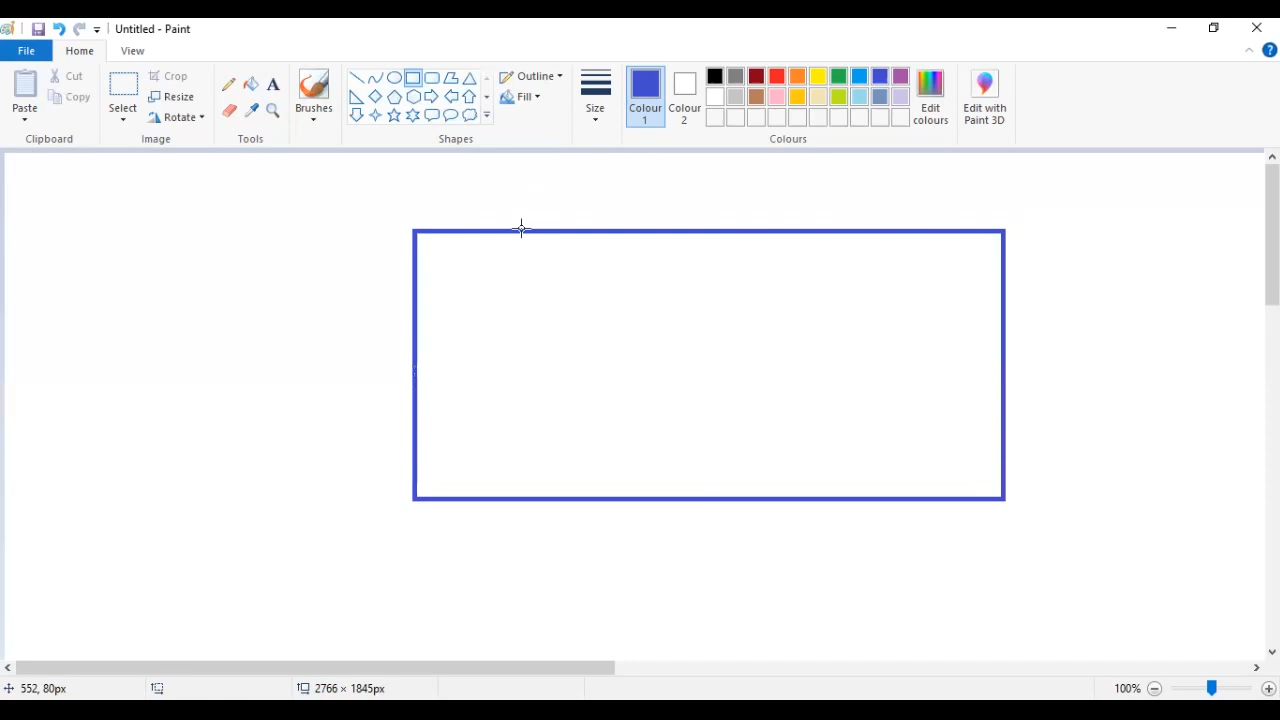 Untitled - Paint
File Home View
Paste
Cut
Copy
Clipboard
Select
Crop
Resize
Rotate
Image
A
Tools
Brushes
Shapes
Outline
Fill
Size
Colour 1
Colour 2
Edit colours
Colours
Edit with Paint 3D
552, 80px
2766 × 1845px
100%